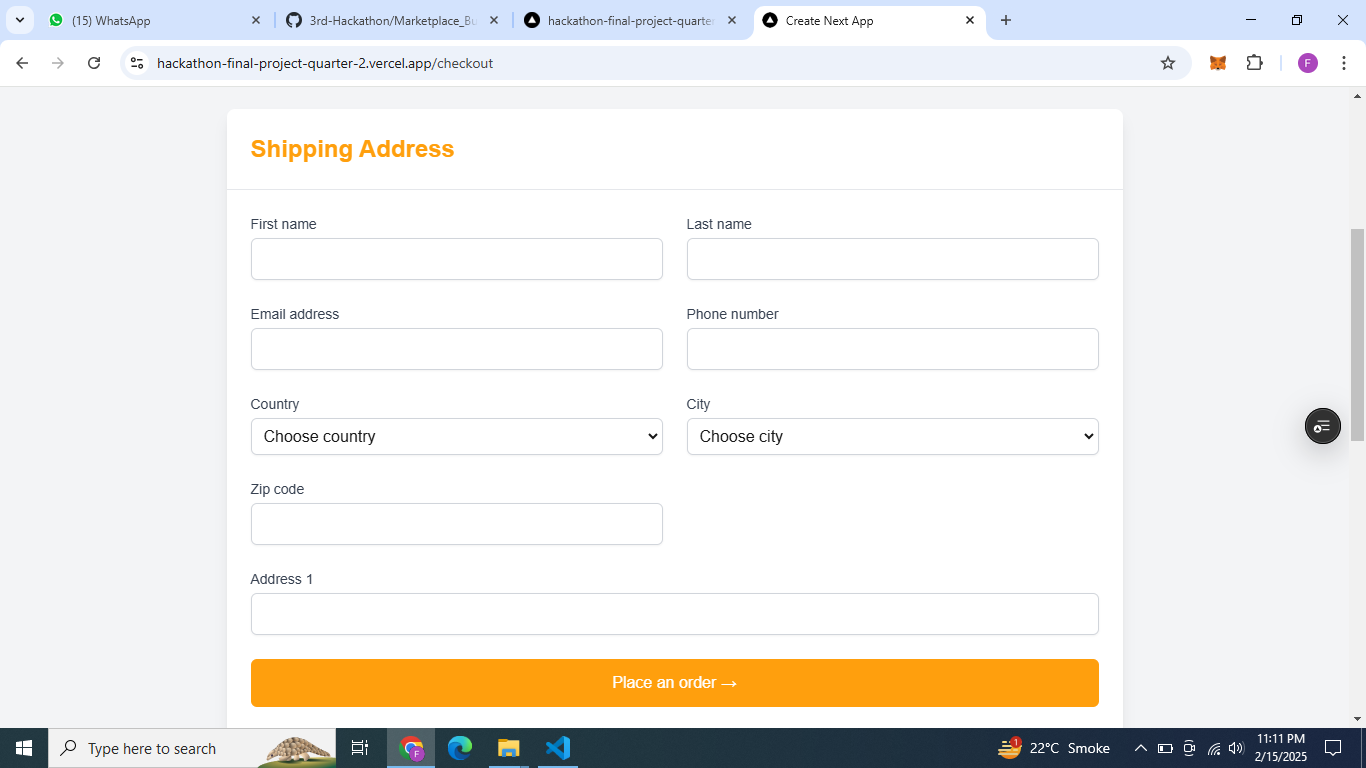 (15) WhatsApp
3rd-Hackathon/Marketplace_Bu
hackathon-final-project-quarter
Create Next App
hackathon-final-project-quarter-2.vercel.app/checkout
F
Shipping Address
First name
Last name
Email address
Phone number
Country
City
Choose country
Choose city
Zip code
Address 1
Place an order →
Type here to search
F
1
22°C Smoke
11:11 PM
2/15/2025